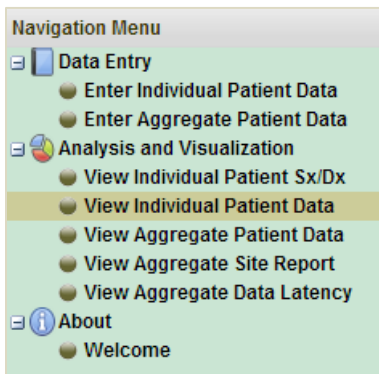 Navigation Menu
Data Entry
Enter Individual Patient Data
Enter Aggregate Patient Data
Analysis and Visualization
View Individual Patient Sx/Dx
View Individual Patient Data
View Aggregate Patient Data
View Aggregate Site Report
View Aggregate Data Latency
About
Welcome